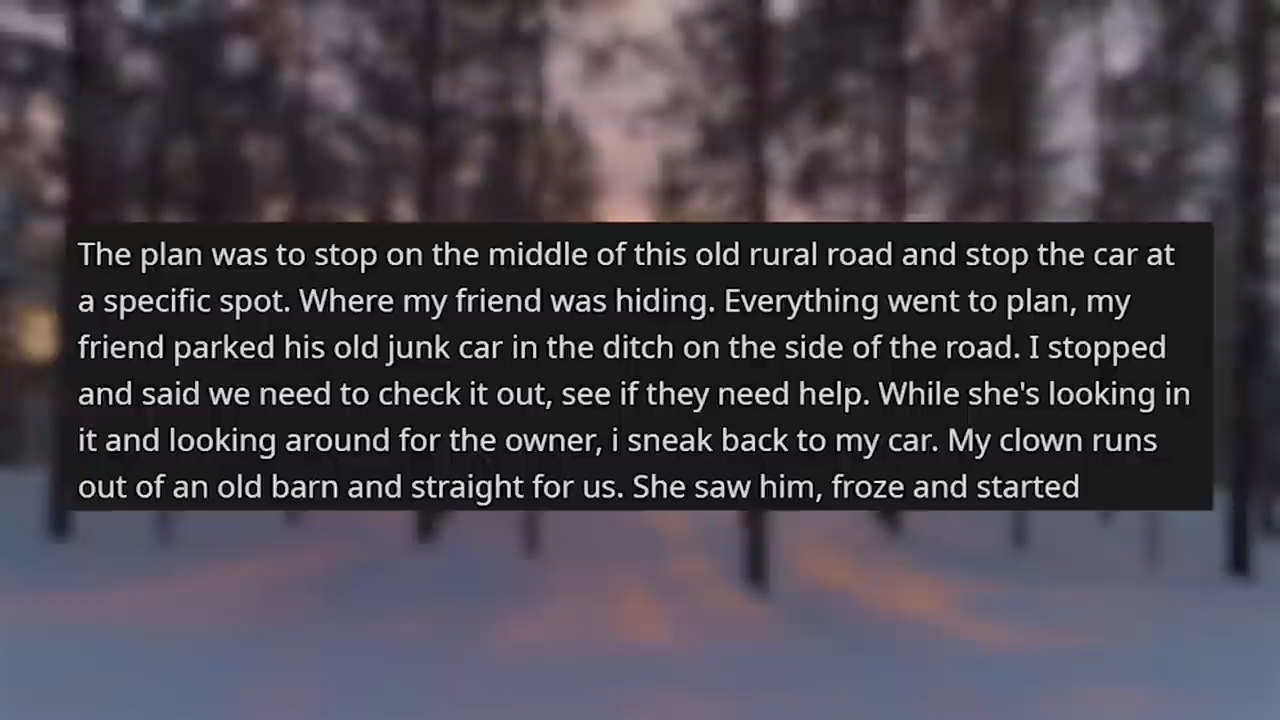 The plan was to stop on the middle of this old rural road and stop the car at
a specific spot. Where my friend was hiding. Everything went to plan, my
friend parked his old junk car in the ditch on the side of the road. I stopped
and said we need to check it out, see if they need help. While she's looking in
it and looking around for the owner, i sneak back to my car. My clown runs
out of an old barn and straight for us. She saw him, froze and started